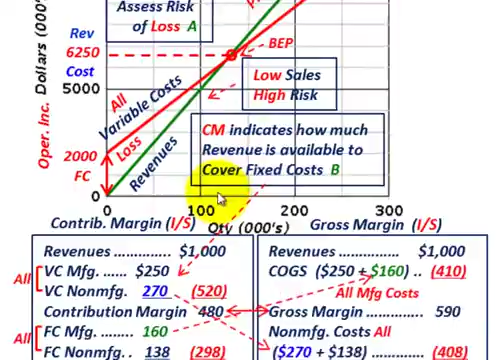 Assess Risk
of Loss A
Rev
6250
Cost
BEP
Oper. Inc. Dollars (000's)
5000
All
Variable Costs
Low Sales
High Risk
2000
FC
Loss
Revenues
CM indicates how much
Revenue is available to
Cover Fixed Costs B
0
0 100 200 300
Qty (000's)
Contrib. Margin (I/S)
Gross Margin (I/S)
Revenues .............. $1,000
All VC Mfg. ...... $250
VC Nonmfg. 270 (520)
Contribution Margin 480
All FC Mfg. ........ 160
FC Nonmfg. . 138 (298)
Revenues ............... $1,000
COGS ($250 + $160) .. (410)
All Mfg Costs
Gross Margin ........... 590
Nonmfg. Costs All
($270 + $138) ............. (408)